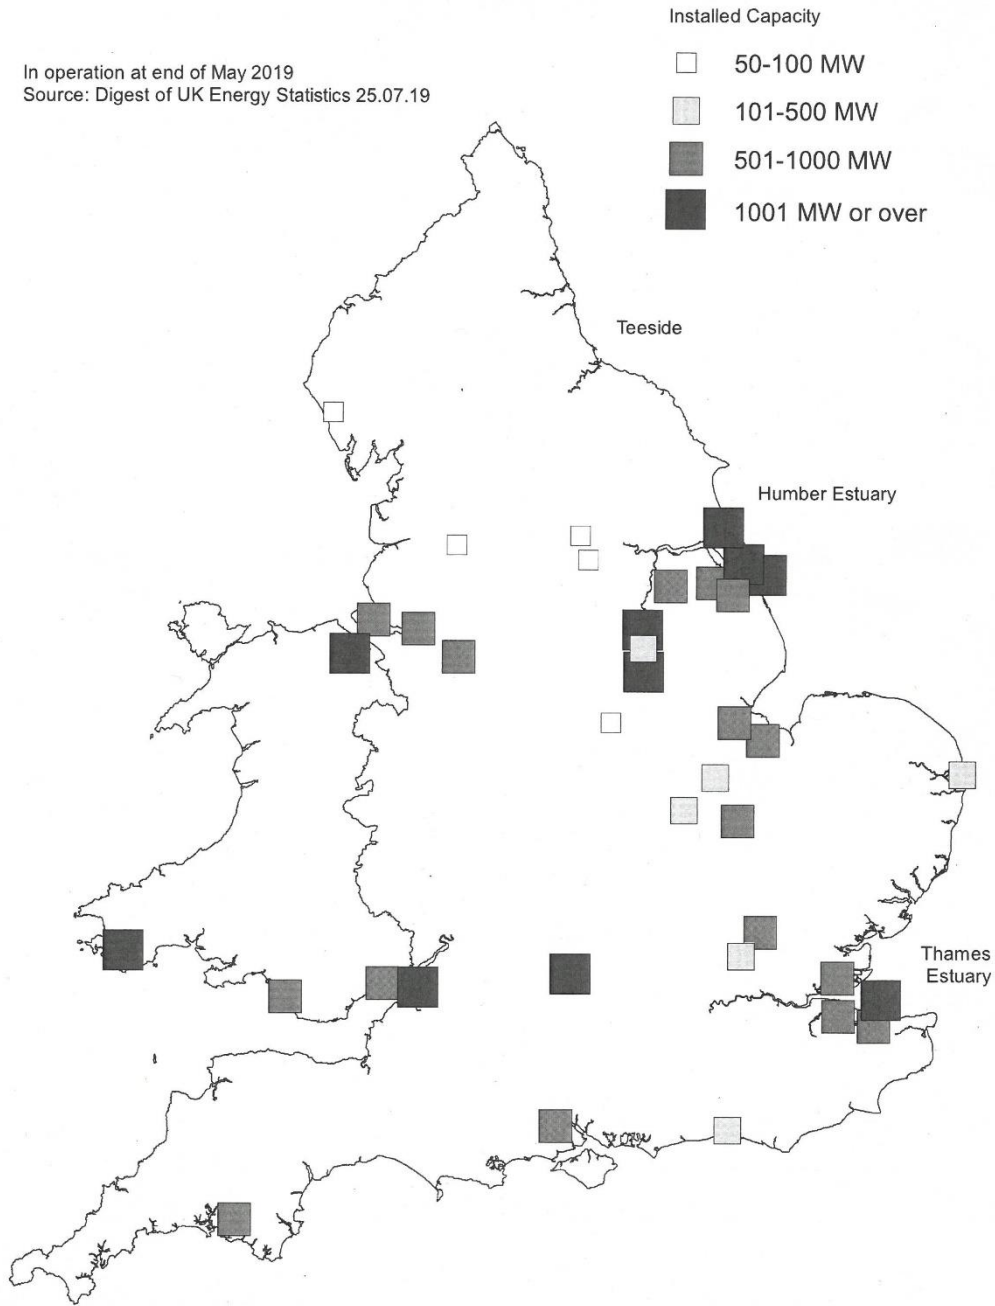 Installed Capacity
50-100 MW
In operation at end of May 2019
Source: Digest of UK Energy Statistics 25.07.19
101-500 MW
501-1000 MW
1001 MW or over
Teeside
Humber Estuary
Thames
Estuary